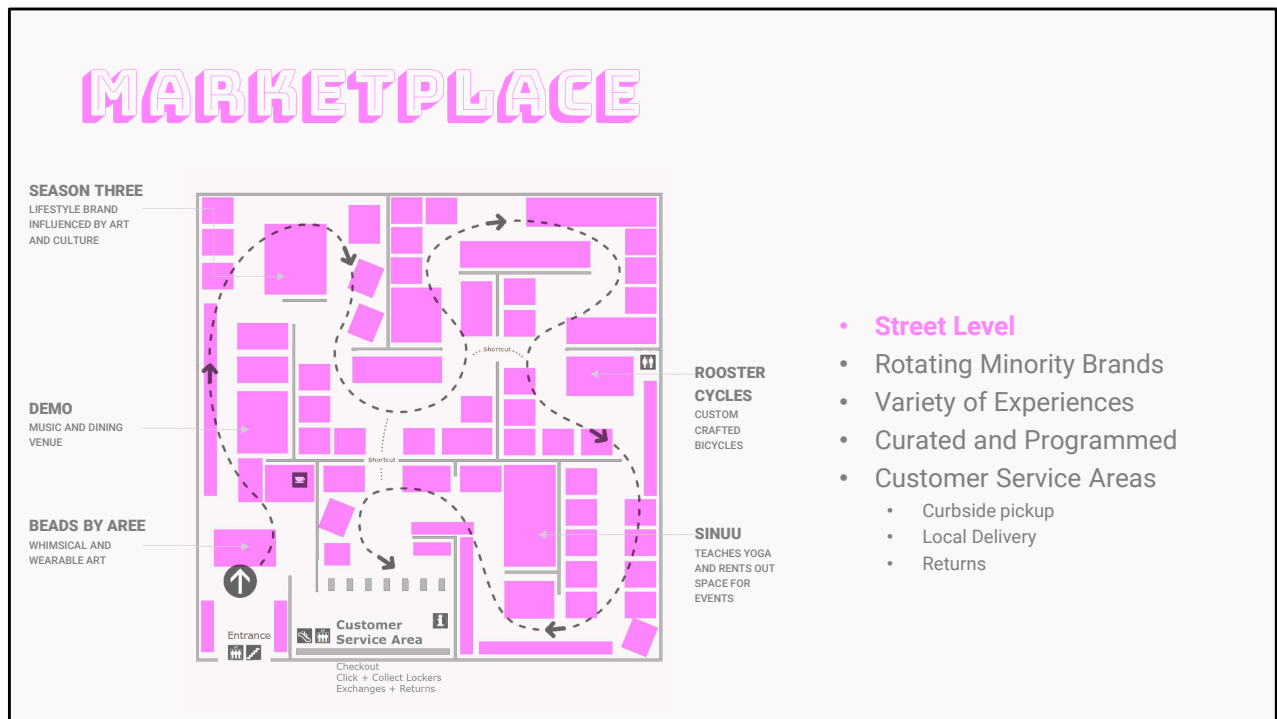 MARKETPLACE
SEASON THREE
LIFESTYLE BRAND
INFLUENCED BY ART
AND CULTURE
DEMO
MUSIC AND DINING
VENUE
BEADS BY AREE
WHIMSICAL AND
WEARABLE ART
Shortcut
Shortcut
Entrance
Customer
Service Area
Checkout
Click + Collect Lockers
Exchanges + Returns
ROOSTER
CYCLES
CUSTOM
CRAFTED
BICYCLES
SINUU
TEACHES YOGA
AND RENTS OUT
SPACE FOR
EVENTS
• Street Level
• Rotating Minority Brands
• Variety of Experiences
• Curated and Programmed
• Customer Service Areas
• Curbside pickup
• Local Delivery
• Returns